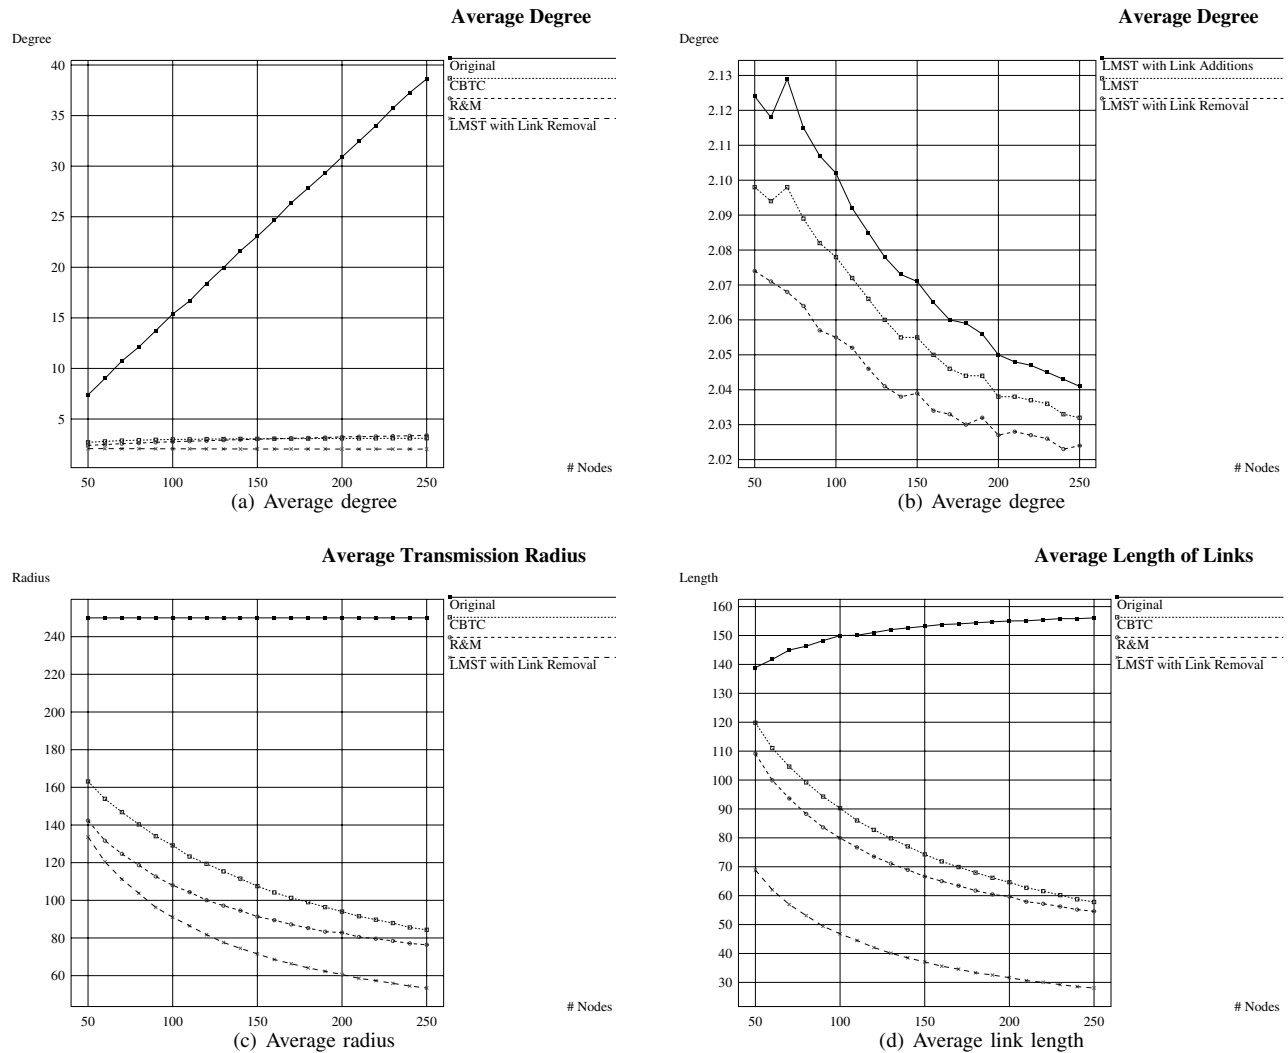 Average Degree
Degree
40
35
30
25
20
15
10
5
50 100 150 200 250
# Nodes
Original
CBTC
R&M
LMST with Link Removal
(a) Average degree
Average Degree
Degree
2.13
2.12
2.11
2.10
2.09
2.08
2.07
2.06
2.05
2.04
2.03
2.02
50 100 150 200 250
# Nodes
LMST with Link Additions
LMST
LMST with Link Removal
(b) Average degree
Average Transmission Radius
Radius
240
220
200
180
160
140
120
100
80
60
50 100 150 200 250
# Nodes
Original
CBTC
R&M
LMST with Link Removal
(c) Average radius
Average Length of Links
Length
160
150
140
130
120
110
100
90
80
70
60
50
40
30
50 100 150 200 250
# Nodes
Original
CBTC
R&M
LMST with Link Removal
(d) Average link length